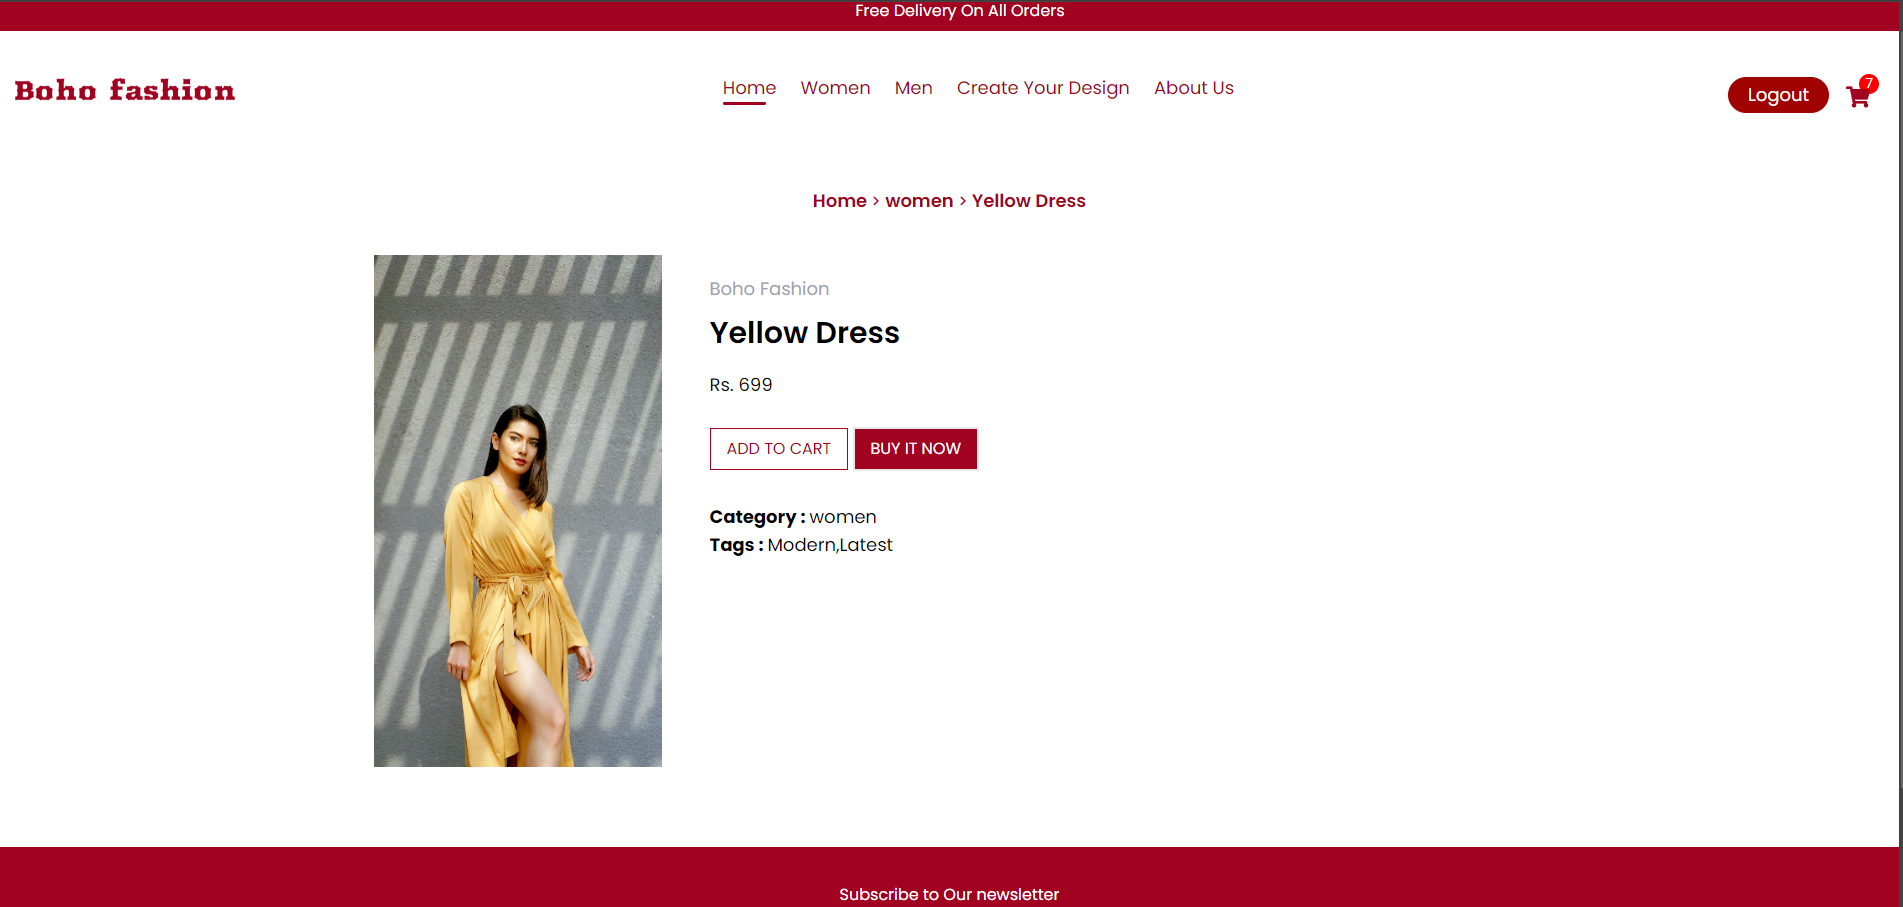 Free Delivery On All Orders
Boho fashion
Home Women Men Create Your Design About Us
Logout
7
Home > women > Yellow Dress
Boho Fashion
Yellow Dress
Rs. 699
ADD TO CART BUY IT NOW
Category : women
Tags : Modern,Latest
Subscribe to Our newsletter